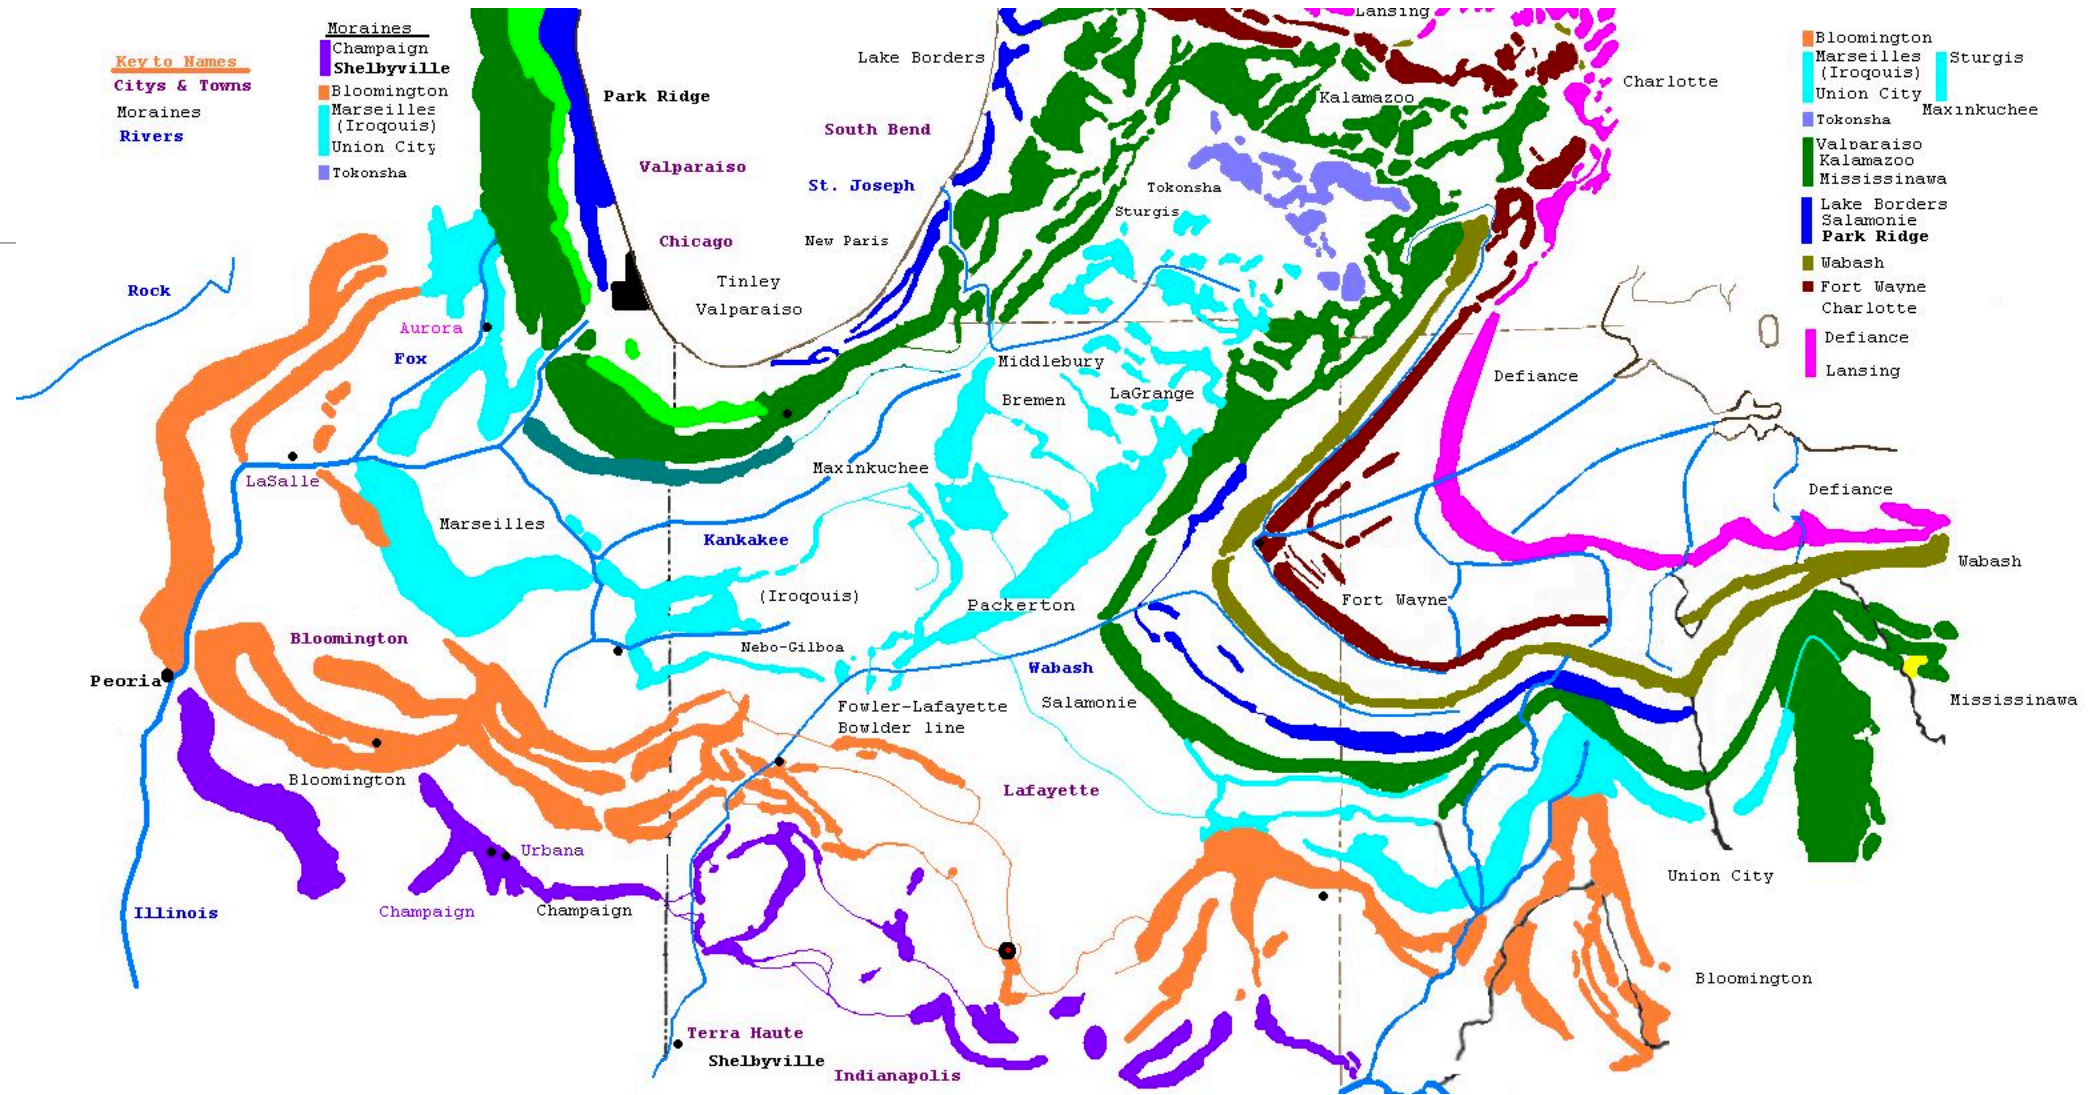 Key to Names
Citys & Towns
Moraines
Rivers
Moraines
Champaign
Shelbyville
Bloomington
Marseilles
(Iroqouis)
Union City
Tokonsha
Park Ridge
Lake Borders
South Bend
Valparaiso
St. Joseph
Chicago
New Paris
Tinley
Valparaiso
Lansing
Charlotte
Kalamazoo
Tokonsha
Sturgis
Bloomington
Marseilles
(Iroqouis)
Union City
Sturgis
Maxinkuchee
Tokonsha
Valparaiso
Kalamazoo
Mississinawa
Lake Borders
Salamonie
Park Ridge
Wabash
Fort Wayne
Charlotte
Defiance
Lansing
Rock
Aurora
Fox
Middlebury
Bremen
LaGrange
Defiance
LaSalle
Maxinkuchee
Marseilles
Kankakee
Defiance
Wabash
(Iroqouis)
Packerton
Fort Wayne
Bloomington
Nebo-Gilboa
Wabash
Peoria
Fowler-Lafayette
Bowlder line
Salamonie
Mississinawa
Bloomington
Lafayette
Urbana
Champaign
Champaign
Illinois
Union City
Bloomington
Terra Haute
Shelbyville
Indianapolis